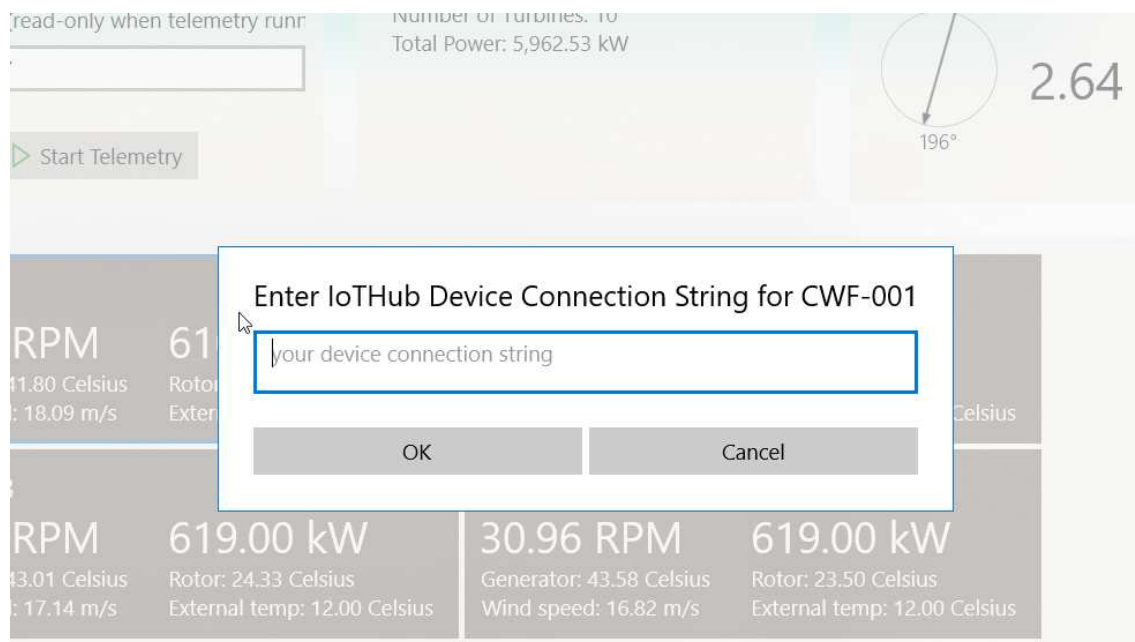 (read-only when telemetry runn
Number of Turbines: 10
Total Power: 5,962.53 kW
2.64
196°
Start Telemetry
Enter IoTHub Device Connection String for CWF-001
your device connection string
OK
Cancel
RPM
61
41.80 Celsius
Rotor
: 18.09 m/s
Exter
Celsius
RPM
619.00 kW
30.96 RPM
619.00 kW
43.01 Celsius
Rotor: 24.33 Celsius
Generator: 43.58 Celsius
Rotor: 23.50 Celsius
: 17.14 m/s
External temp: 12.00 Celsius
Wind speed: 16.82 m/s
External temp: 12.00 Celsius